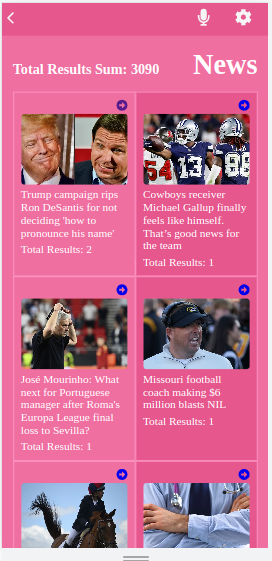 Total Results Sum: 3090
News
Trump campaign rips
Ron DeSantis for not
deciding 'how to
pronounce his name'
Total Results: 2
Cowboys receiver
Michael Gallup finally
feels like himself.
That's good news for
the team
Total Results: 1
José Mourinho: What
next for Portuguese
manager after Roma's
Europa League final
loss to Sevilla?
Total Results: 1
Missouri football
coach making $6
million blasts NIL
Total Results: 1
54
13
88